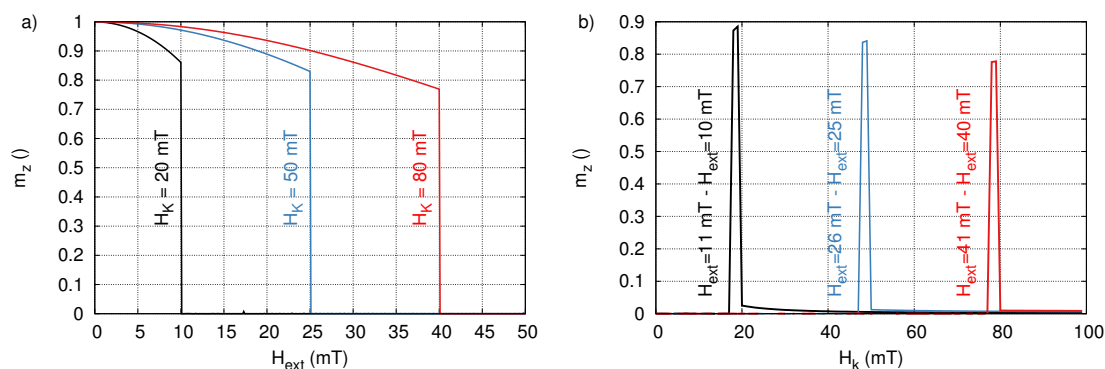 a)
1
0.9
0.8
0.7
0.6
0.5
0.4
0.3
0.2
0.1
0
m_z ()
H_K = 20 mT
H_K = 50 mT
H_K = 80 mT
0 5 10 15 20 25 30 35 40 45 50
H_ext (mT)
b)
0.9
0.8
0.7
0.6
0.5
0.4
0.3
0.2
0.1
0
m_z ()
H_ext=11 mT - H_ext=10 mT
H_ext=26 mT - H_ext=25 mT
H_ext=41 mT - H_ext=40 mT
0 20 40 60 80 100
H_k (mT)